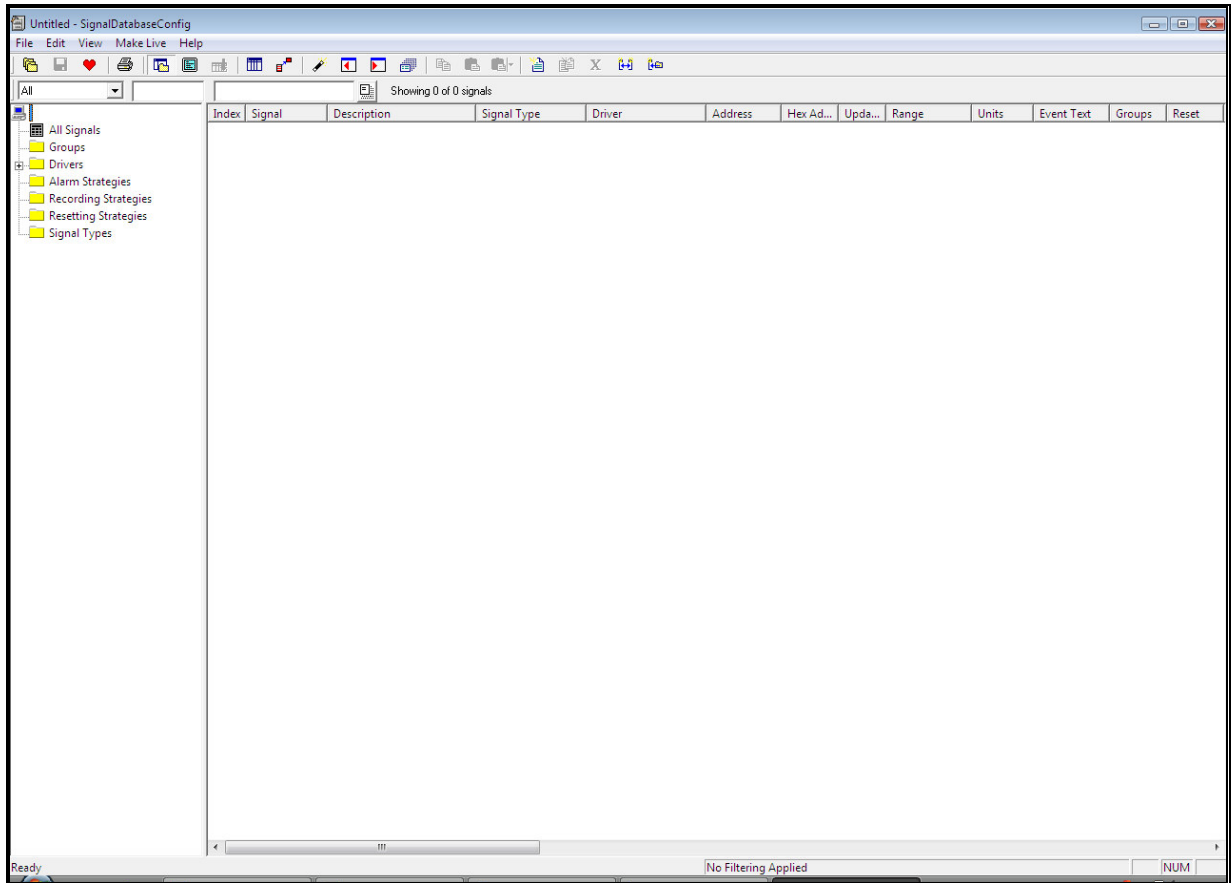 Untitled - SignalDatabaseConfig
File Edit View Make Live Help
All
Showing 0 of 0 signals
Index Signal Description Signal Type Driver Address Hex Ad... Upda... Range Units Event Text Groups Reset
All Signals
Groups
Drivers
Alarm Strategies
Recording Strategies
Resetting Strategies
Signal Types
Ready No Filtering Applied NUM